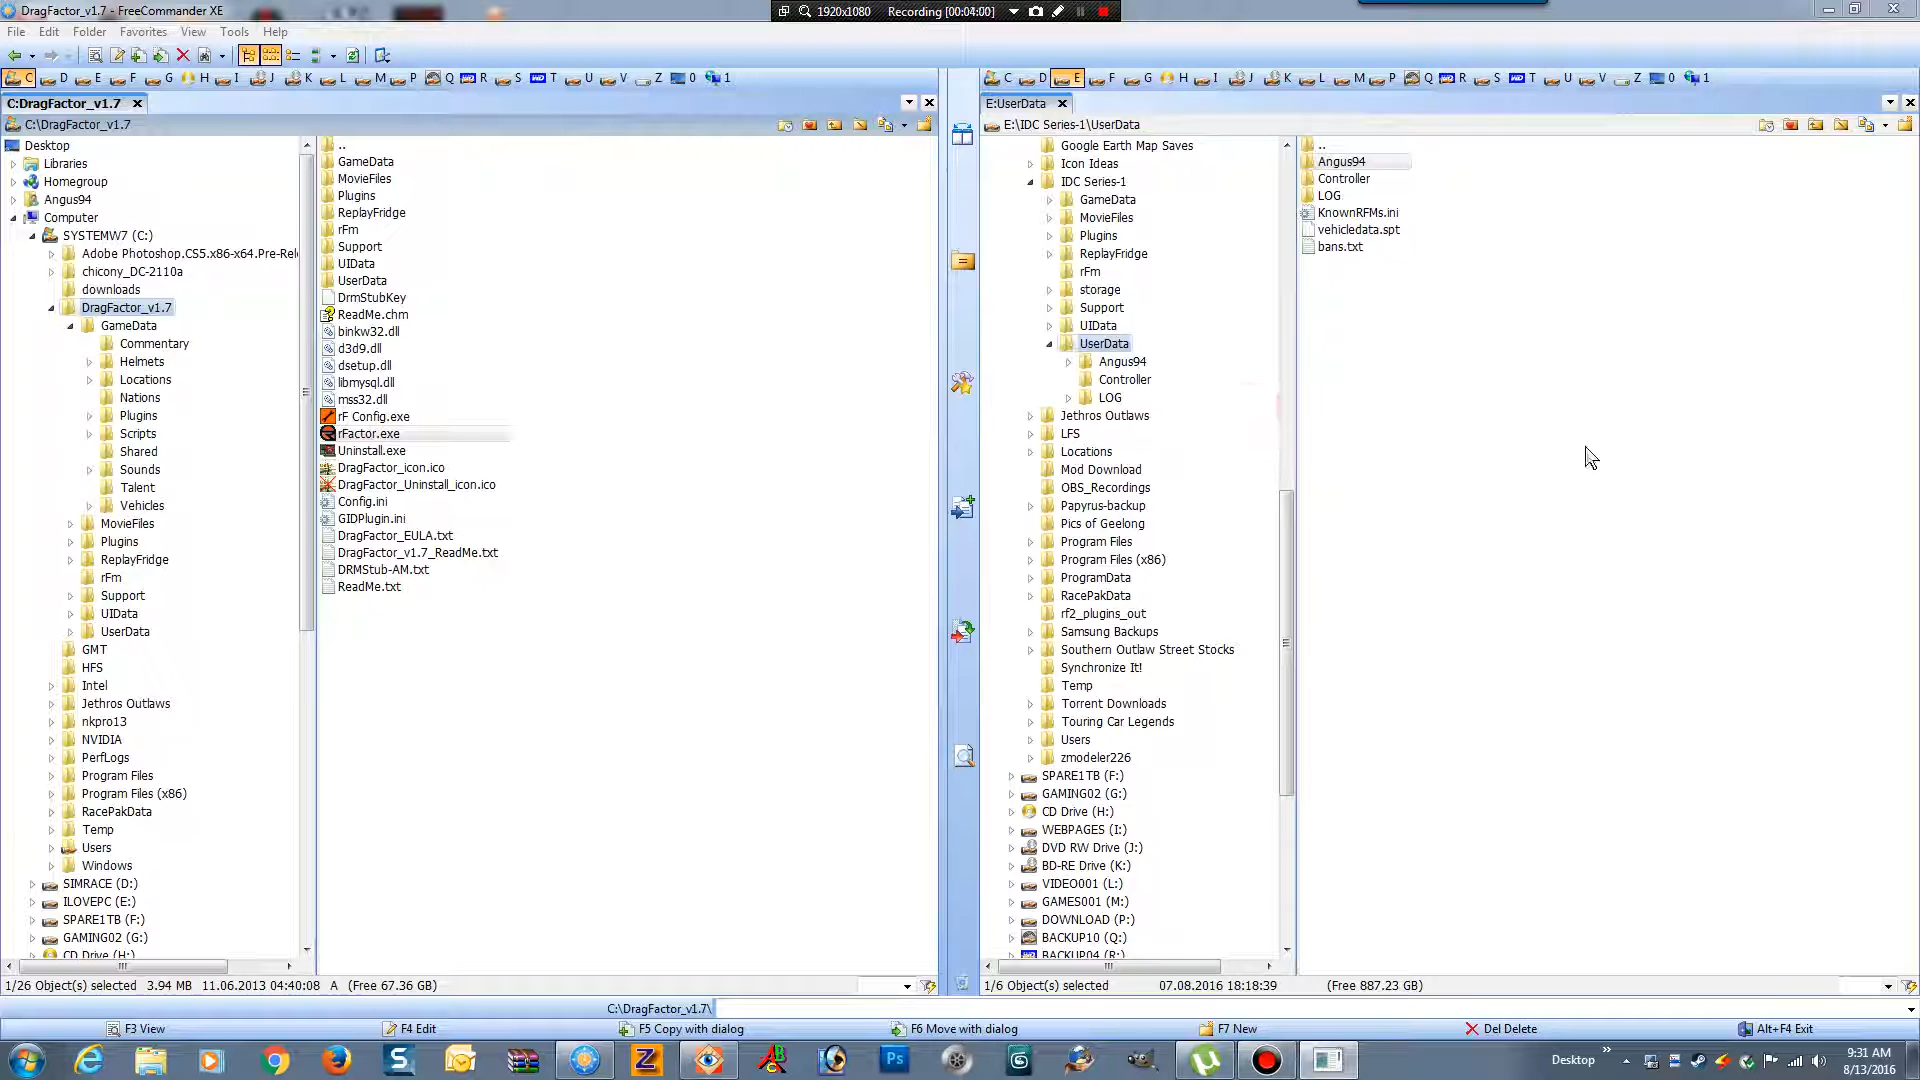 DragFactor_v1.7 - FreeCommander XE
1920x1080 Recording [00:04:00]
File Edit Folder Favorites View Tools Help
C D E F G H I J K L M P Q R S T U V Z 0 1
C D E F G H I J K L M P Q R S T U V Z 0 1
C:DragFactor_v1.7
C:\DragFactor_v1.7
Desktop
Libraries
Homegroup
Angus94
Computer
SYSTEMW7 (C:)
Adobe Photoshop.CS5.x86-x64.Pre-Rel
chicony_DC-2110a
downloads
DragFactor_v1.7
GameData
Commentary
Helmets
Locations
Nations
Plugins
Scripts
Shared
Sounds
Talent
Vehicles
MovieFiles
Plugins
ReplayFridge
rFm
Support
UIData
UserData
GMT
HFS
Intel
Jethros Outlaws
nkpro13
NVIDIA
PerfLogs
Program Files
Program Files (x86)
RacePakData
Temp
Users
Windows
SIMRACE (D:)
ILOVEPC (E:)
SPARE1TB (F:)
GAMING02 (G:)
CD Drive (H:)
..
GameData
MovieFiles
Plugins
ReplayFridge
rFm
Support
UIData
UserData
DrmStubKey
ReadMe.chm
binkw32.dll
d3d9.dll
dsetup.dll
libmysql.dll
mss32.dll
rF Config.exe
rFactor.exe
Uninstall.exe
DragFactor_icon.ico
DragFactor_Uninstall_icon.ico
Config.ini
GIDPlugin.ini
DragFactor_EULA.txt
DragFactor_v1.7_ReadMe.txt
DRMStub-AM.txt
ReadMe.txt
1/26 Object(s) selected 3.94 MB 11.06.2013 04:40:08 A (Free 67.36 GB)
E:UserData
E:\IDC Series-1\UserData
Google Earth Map Saves
Icon Ideas
IDC Series-1
GameData
MovieFiles
Plugins
ReplayFridge
rFm
storage
Support
UIData
UserData
Angus94
Controller
LOG
Jethros Outlaws
LFS
Locations
Mod Download
OBS_Recordings
Papyrus-backup
Pics of Geelong
Program Files
Program Files (x86)
ProgramData
RacePakData
rf2_plugins_out
Samsung Backups
Southern Outlaw Street Stocks
Synchronize It!
Temp
Torrent Downloads
Touring Car Legends
Users
zmodeler226
SPARE1TB (F:)
GAMING02 (G:)
CD Drive (H:)
WEBPAGES (I:)
DVD RW Drive (J:)
BD-RE Drive (K:)
VIDEO001 (L:)
GAMES001 (M:)
DOWNLOAD (P:)
BACKUP10 (Q:)
BACKUP04 (R:)
..
Angus94
Controller
LOG
KnownRFMs.ini
vehicledata.spt
bans.txt
1/6 Object(s) selected 07.08.2016 18:18:39 (Free 887.23 GB)
C:\DragFactor_v1.7\
F3 View F4 Edit F5 Copy with dialog F6 Move with dialog F7 New Del Delete Alt+F4 Exit
Desktop
9:31 AM
8/13/2016